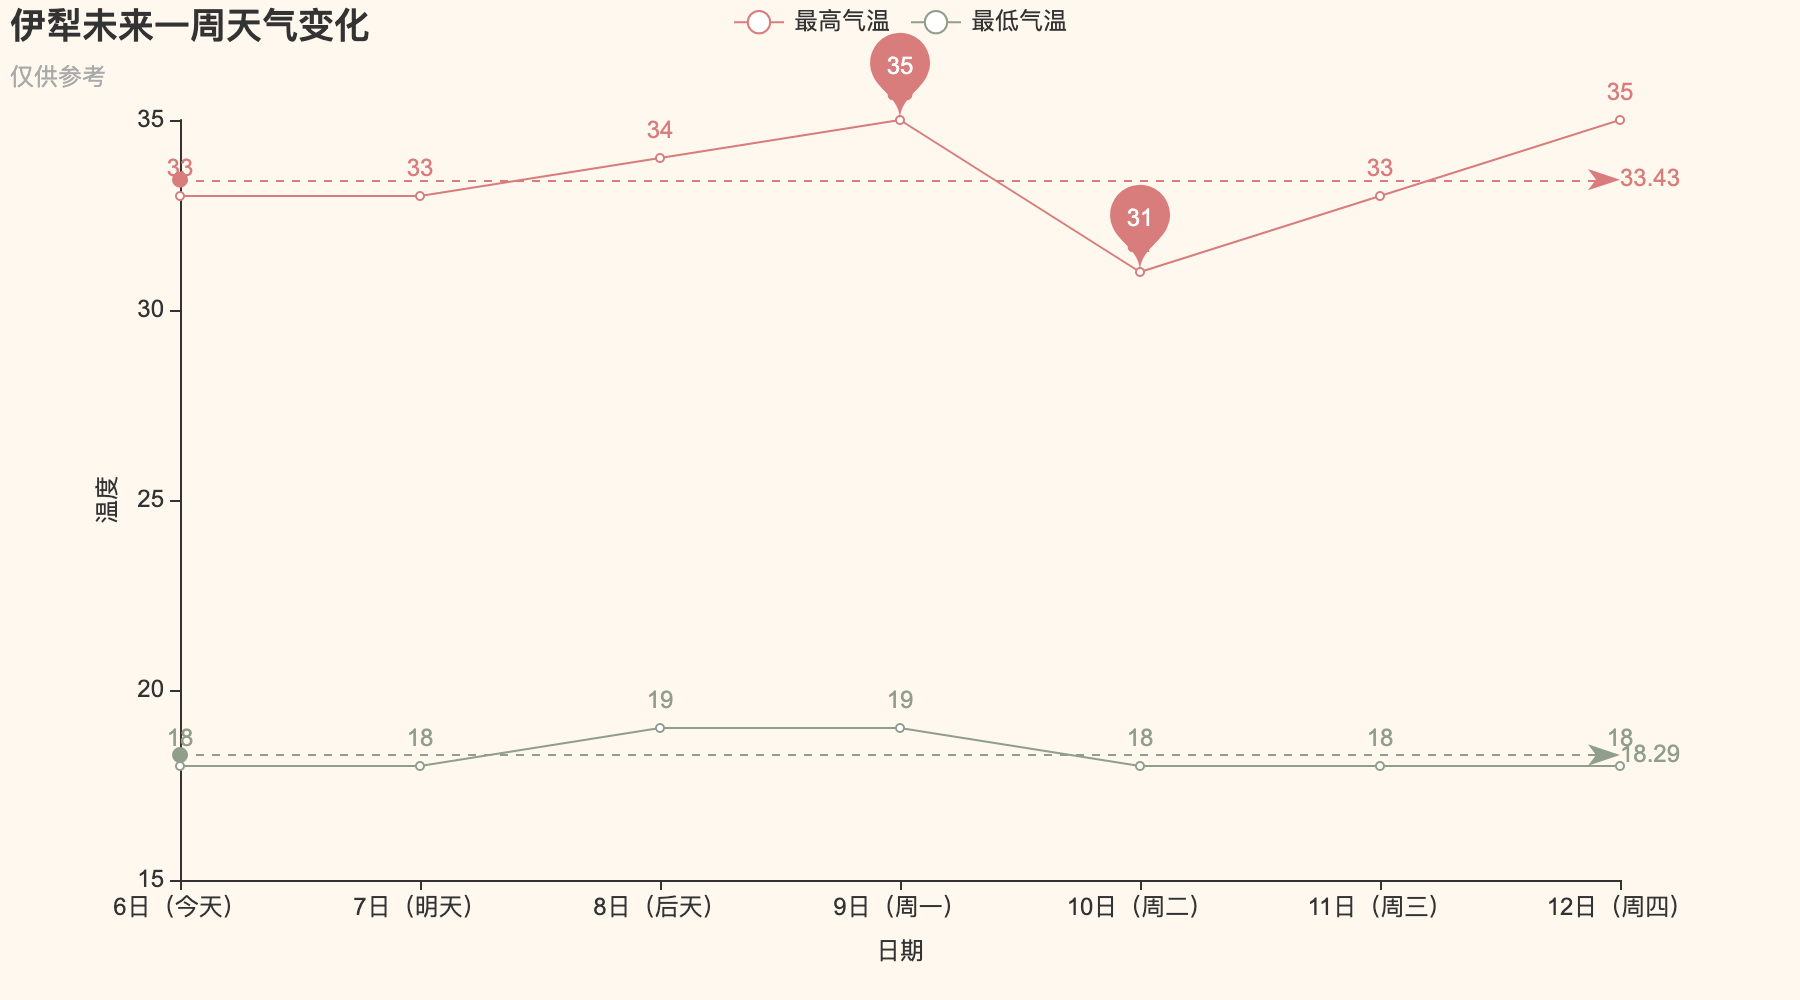 伊犁未来一周天气变化
仅供参考
最高气温
最低气温
35
30
25
20
15
温度
33
33
34
35
31
33
35
33.43
18
18
19
19
18
18
18
18.29
6日（今天）
7日（明天）
8日（后天）
9日（周一）
10日（周二）
11日（周三）
12日（周四）
日期